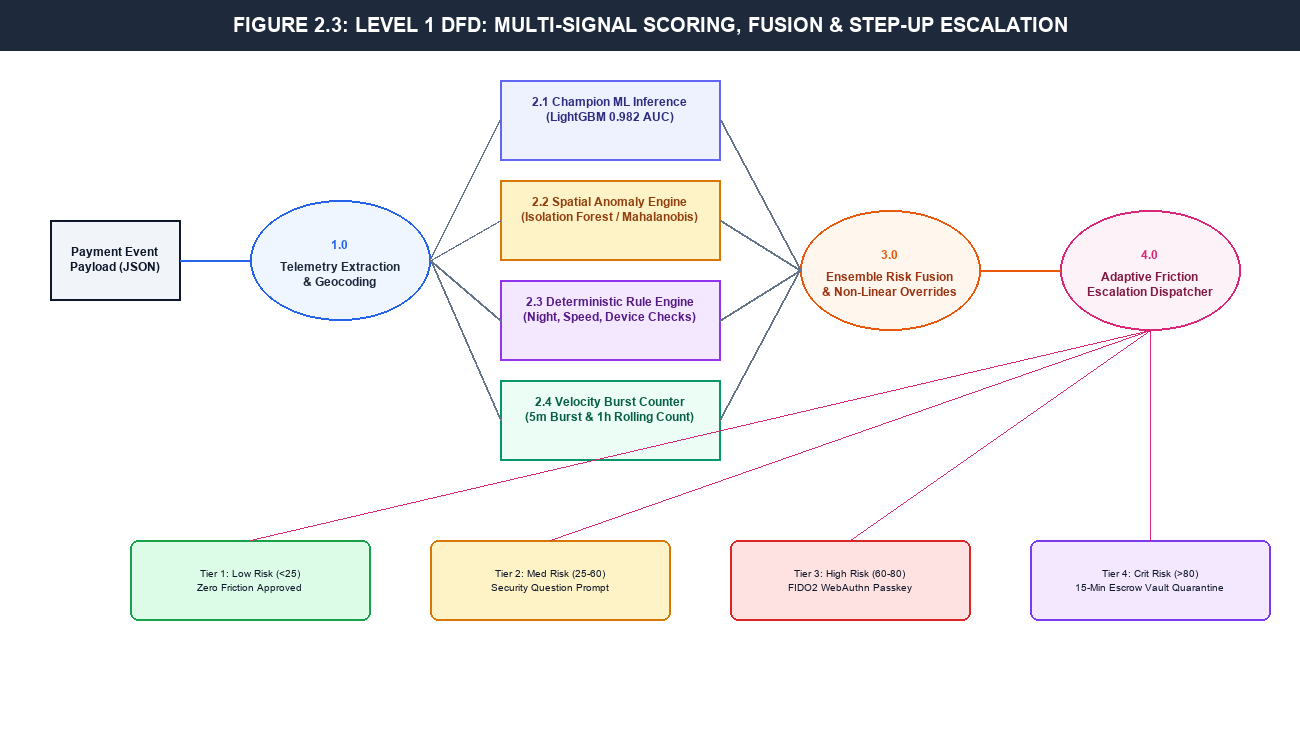 FIGURE 2.3: LEVEL 1 DFD: MULTI-SIGNAL SCORING, FUSION & STEP-UP ESCALATION
Payment Event
Payload (JSON)
1.0
Telemetry Extraction
& Geocoding
2.1 Champion ML Inference
(LightGBM 0.982 AUC)
2.2 Spatial Anomaly Engine
(Isolation Forest / Mahalanobis)
2.3 Deterministic Rule Engine
(Night, Speed, Device Checks)
2.4 Velocity Burst Counter
(5m Burst & 1h Rolling Count)
3.0
Ensemble Risk Fusion
& Non-Linear Overrides
4.0
Adaptive Friction
Escalation Dispatcher
Tier 1: Low Risk (<25)
Zero Friction Approved
Tier 2: Med Risk (25-60)
Security Question Prompt
Tier 3: High Risk (60-80)
FIDO2 WebAuthn Passkey
Tier 4: Crit Risk (>80)
15-Min Escrow Vault Quarantine